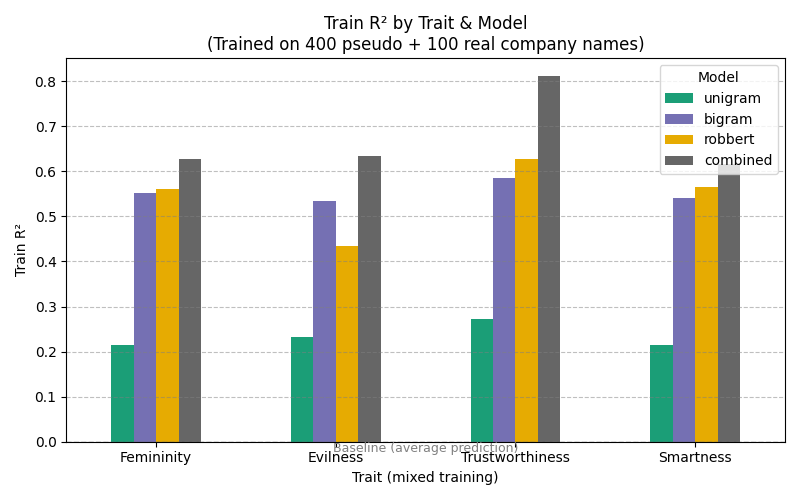 Train R² by Trait & Model
(Trained on 400 pseudo + 100 real company names)
Train R²
0.8
0.7
0.6
0.5
0.4
0.3
0.2
0.1
0.0
Model
unigram
bigram
robbert
combined
Baseline (average prediction)
Femininity
Evilness
Trustworthiness
Smartness
Trait (mixed training)